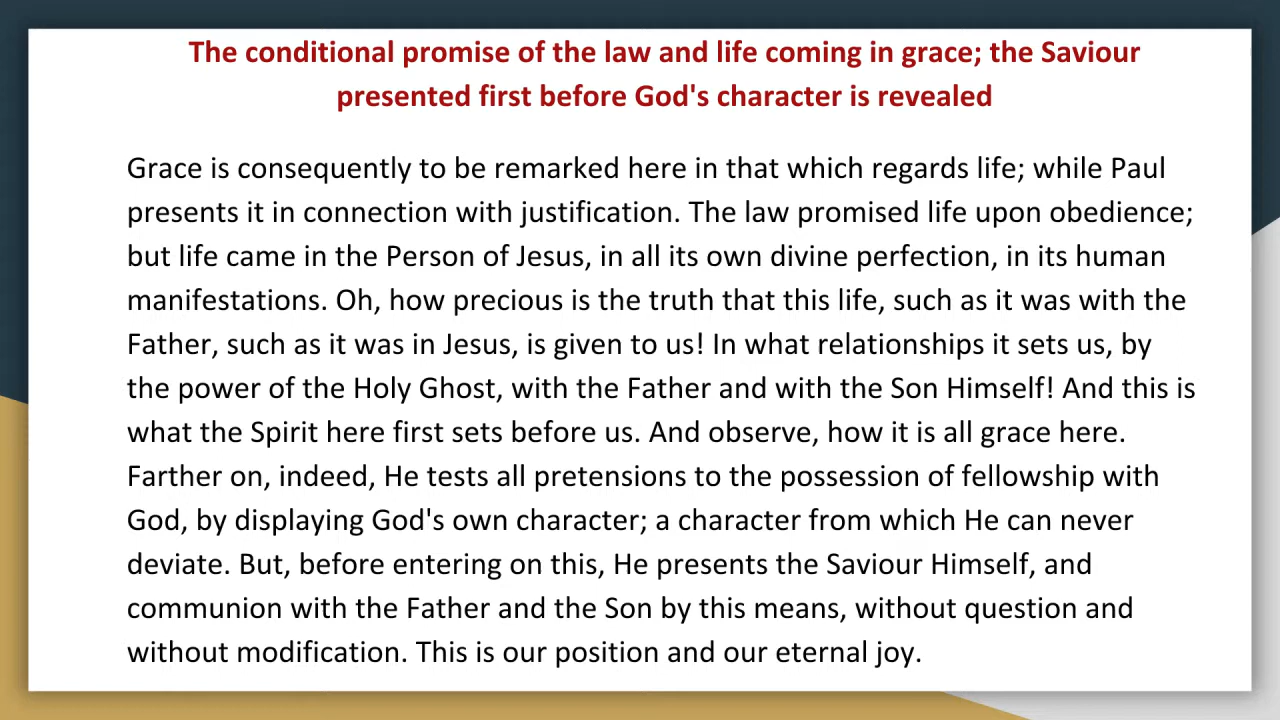 The conditional promise of the law and life coming in grace; the Saviour
presented first before God's character is revealed
Grace is consequently to be remarked here in that which regards life; while Paul
presents it in connection with justification. The law promised life upon obedience;
but life came in the Person of Jesus, in all its own divine perfection, in its human
manifestations. Oh, how precious is the truth that this life, such as it was with the
Father, such as it was in Jesus, is given to us! In what relationships it sets us, by
the power of the Holy Ghost, with the Father and with the Son Himself! And this is
what the Spirit here first sets before us. And observe, how it is all grace here.
Farther on, indeed, He tests all pretensions to the possession of fellowship with
God, by displaying God's own character; a character from which He can never
deviate. But, before entering on this, He presents the Saviour Himself, and
communion with the Father and the Son by this means, without question and
without modification. This is our position and our eternal joy.